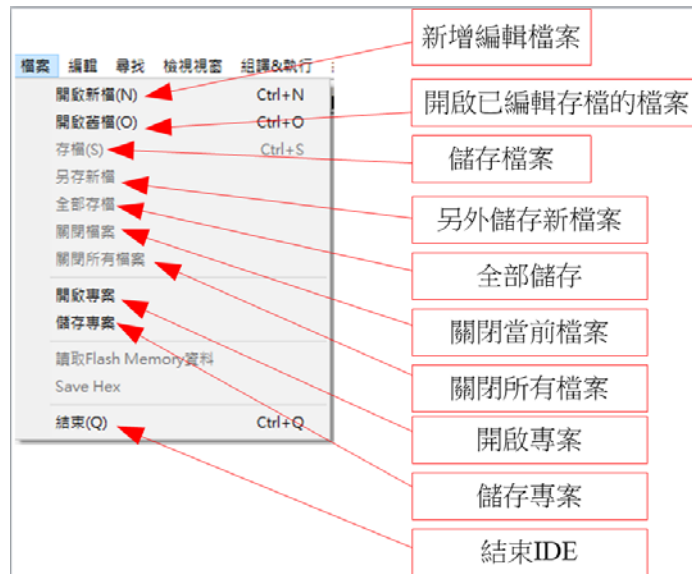 檔案 編輯 尋找 檢視視窗 組譯&執行
開啟新檔(N) Ctrl+N
開啟舊檔(O) Ctrl+O
存檔(S) Ctrl+S
另存新檔
全部存檔
關閉檔案
關閉所有檔案
開啟專案
儲存專案
讀取Flash Memory資料
Save Hex
結束(Q) Ctrl+Q
新增編輯檔案
開啟已編輯存檔的檔案
儲存檔案
另外儲存新檔案
全部儲存
關閉當前檔案
關閉所有檔案
開啟專案
儲存專案
結束IDE